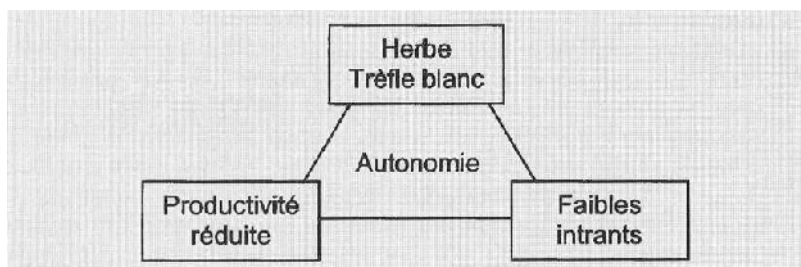 Herbe
Trèfle blanc
Autonomie
Productivité
réduite
Faibles
intrants